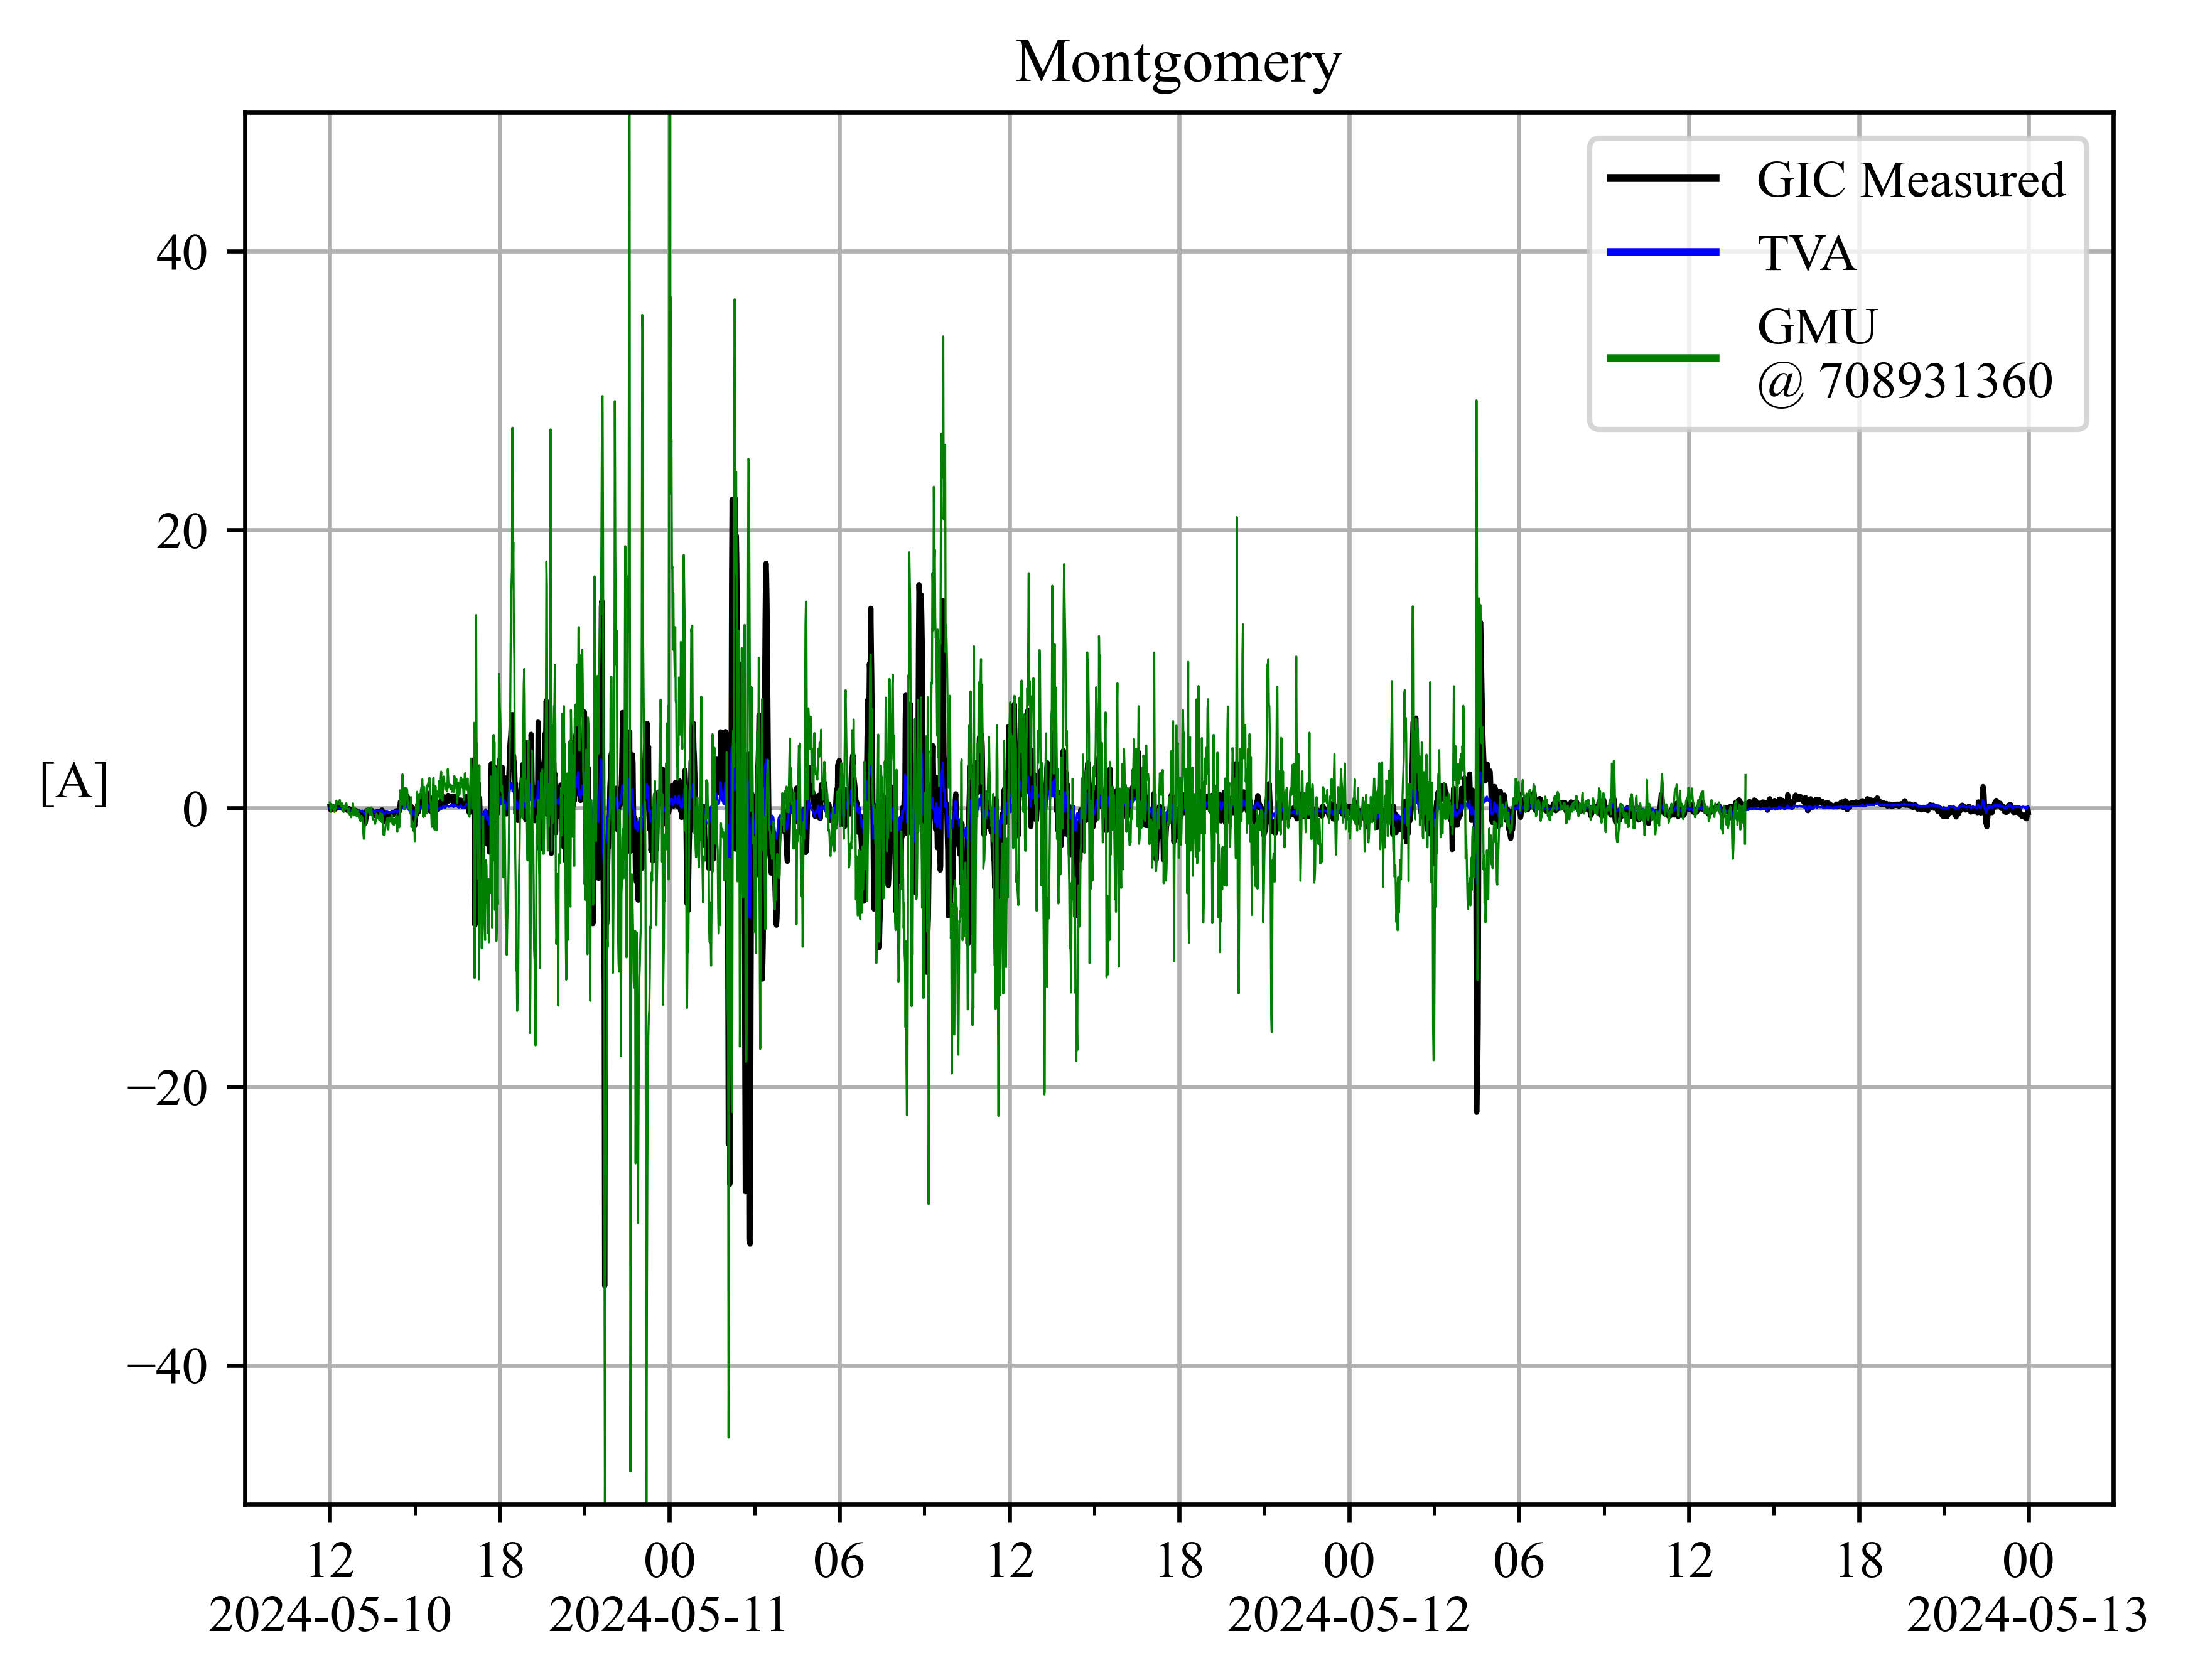 Montgomery
GIC Measured
TVA
GMU
@ 708931360
[A]
40
20
0
−20
−40
12 18 00 06 12 18 00 06 12 18 00
2024-05-10 2024-05-11 2024-05-12 2024-05-13